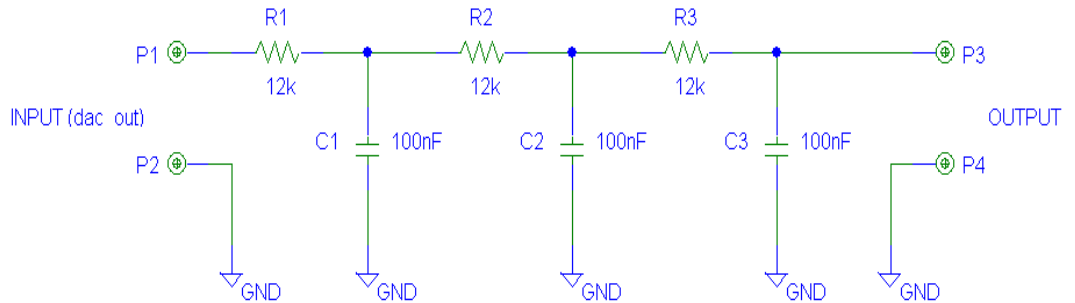 R1 R2 R3
P1 P3
12k 12k 12k
INPUT (dac out) OUTPUT
C1 100nF C2 100nF C3 100nF
P2 P4
GND GND GND GND GND